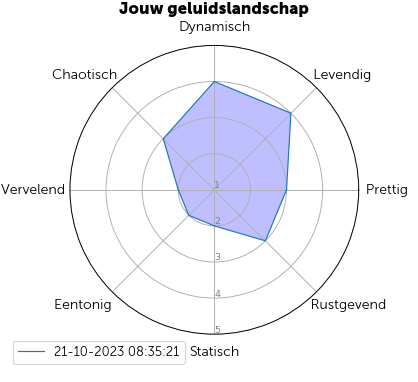 Jouw geluidslandschap
Dynamisch
Chaotisch
Levendig
Vervelend
1
Prettig
2
3
4
Eentonig
Rustgevend
5
21-10-2023 08:35:21
Statisch